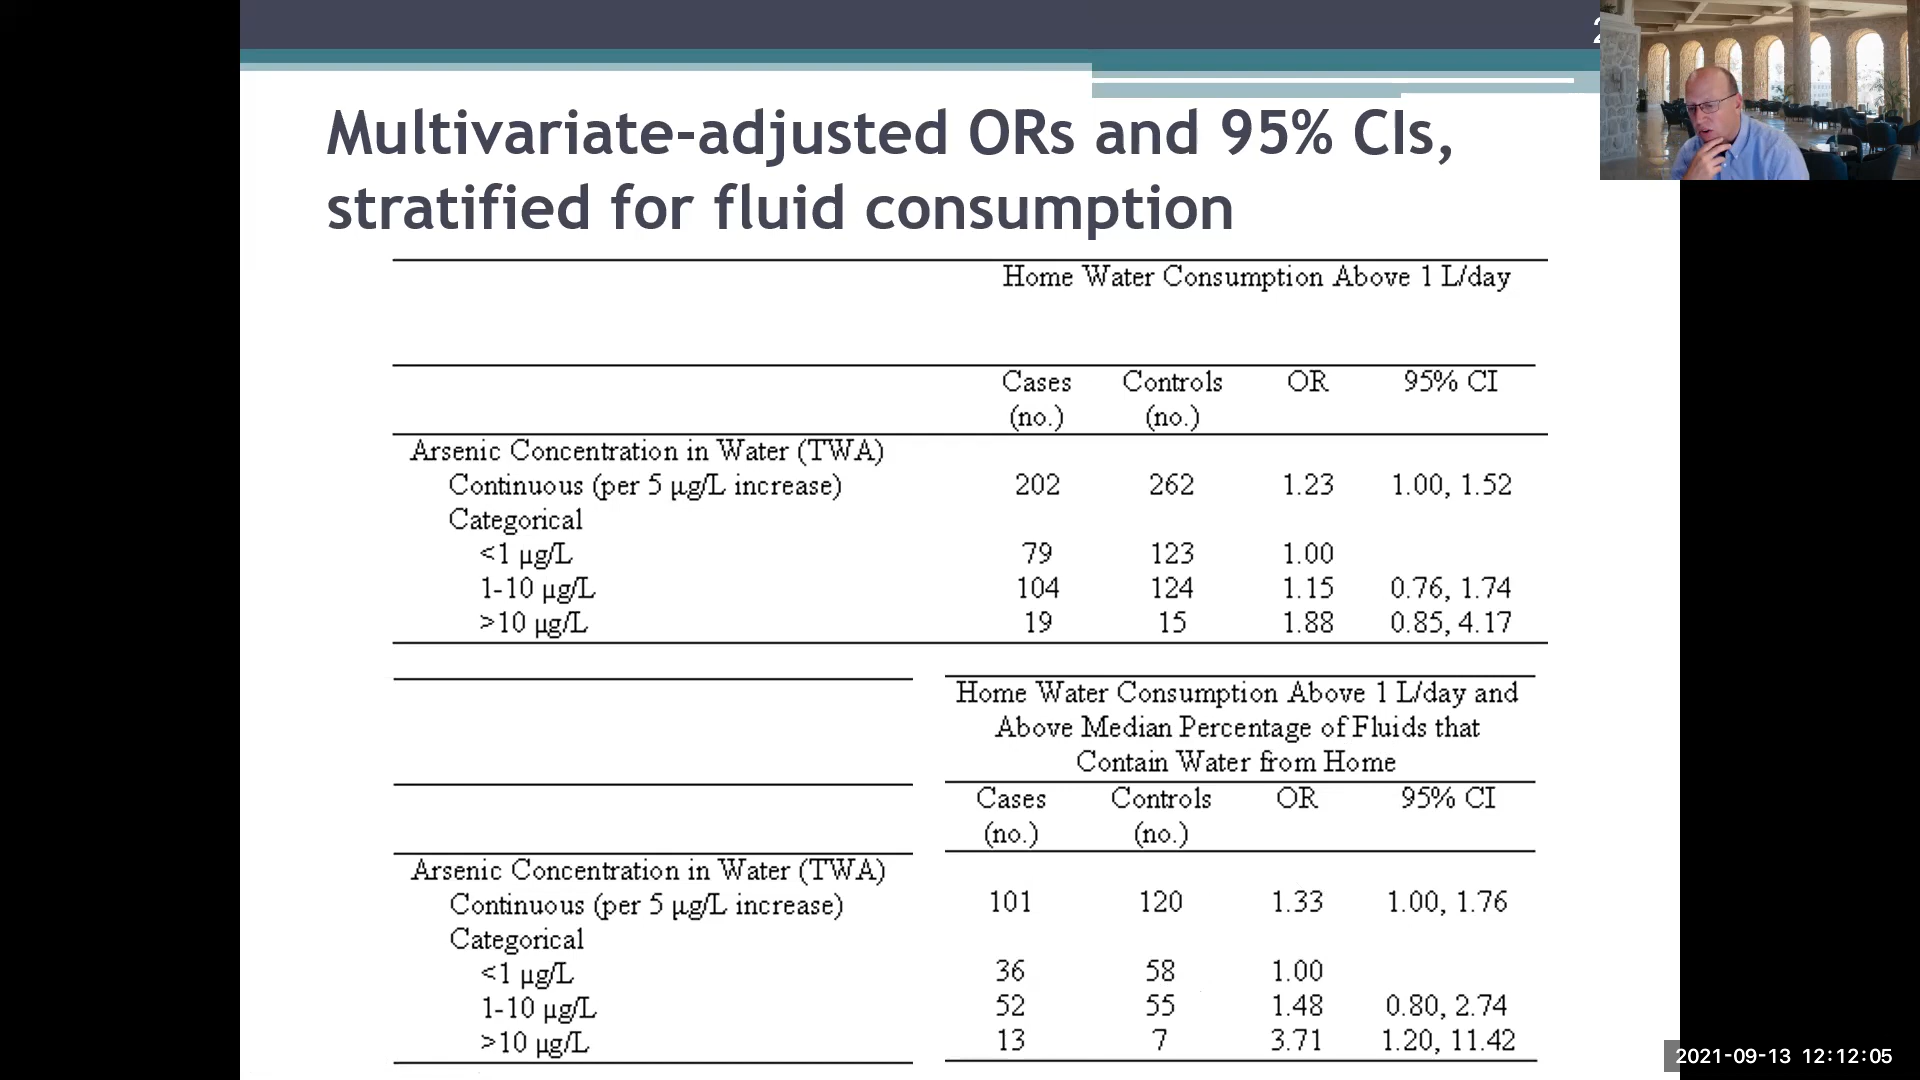 Multivariate-adjusted ORs and 95% CIs,
stratified for fluid consumption
Home Water Consumption Above 1 L/day
Cases Controls OR 95% CI
(no.) (no.)
Arsenic Concentration in Water (TWA)
Continuous (per 5 µg/L increase) 202 262 1.23 1.00, 1.52
Categorical
<1 µg/L 79 123 1.00
1-10 µg/L 104 124 1.15 0.76, 1.74
>10 µg/L 19 15 1.88 0.85, 4.17
Home Water Consumption Above 1 L/day and
Above Median Percentage of Fluids that
Contain Water from Home
Cases Controls OR 95% CI
(no.) (no.)
Arsenic Concentration in Water (TWA)
Continuous (per 5 µg/L increase) 101 120 1.33 1.00, 1.76
Categorical
<1 µg/L 36 58 1.00
1-10 µg/L 52 55 1.48 0.80, 2.74
>10 µg/L 13 7 3.71 1.20, 11.42
2021-09-13 12:12:05